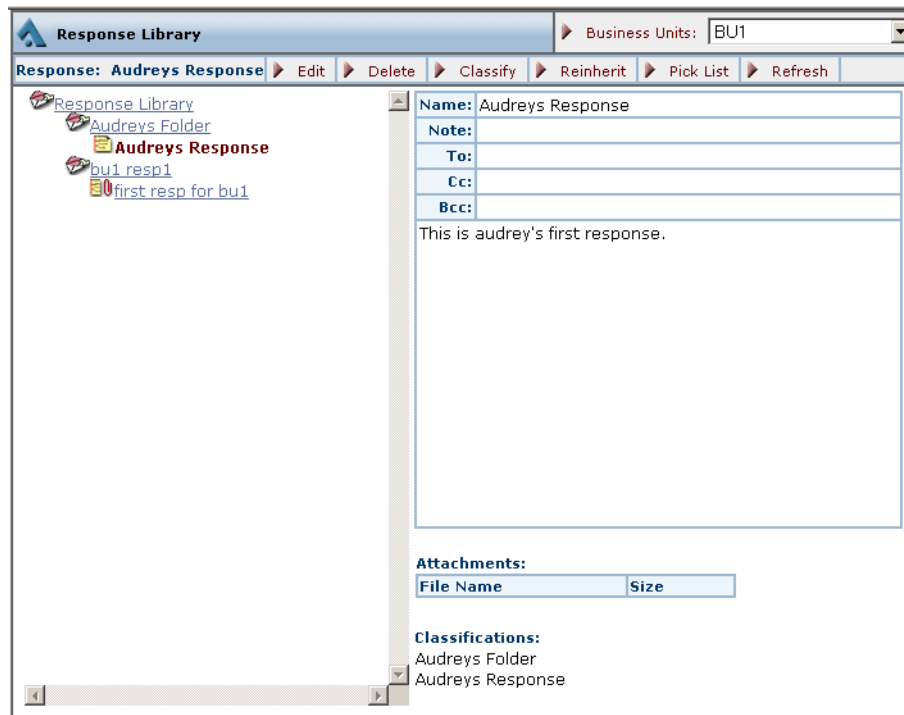 Response Library
Business Units: BU1
Response: Audreys Response Edit Delete Classify Reinherit Pick List Refresh
Response Library
Audreys Folder
Audreys Response
bu1 resp1
first resp for bu1
Name: Audreys Response
Note:
To:
Cc:
Bcc:
This is audrey's first response.
Attachments:
File Name Size
Classifications:
Audreys Folder
Audreys Response